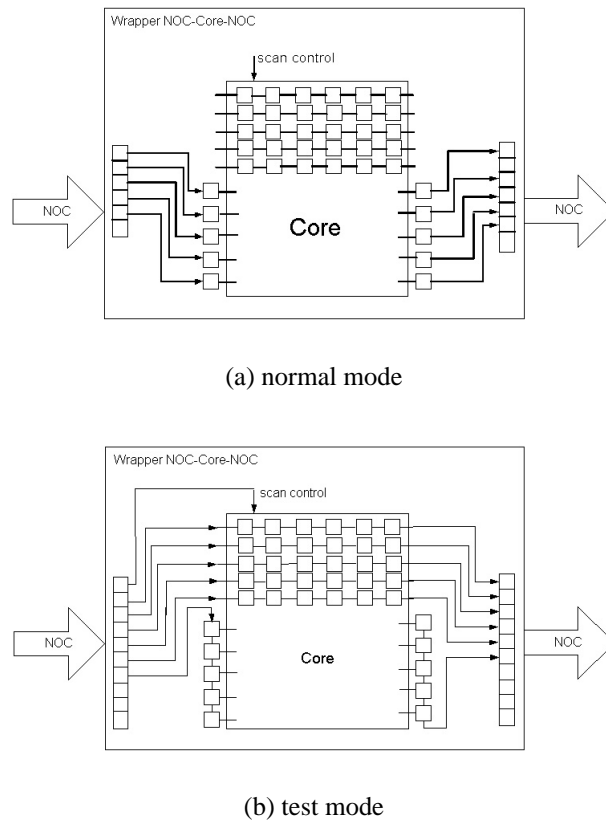 Wrapper NOC-Core-NOC
scan control
NOC
Core
NOC
(a) normal mode
Wrapper NOC-Core-NOC
scan control
NOC
Core
NOC
(b) test mode